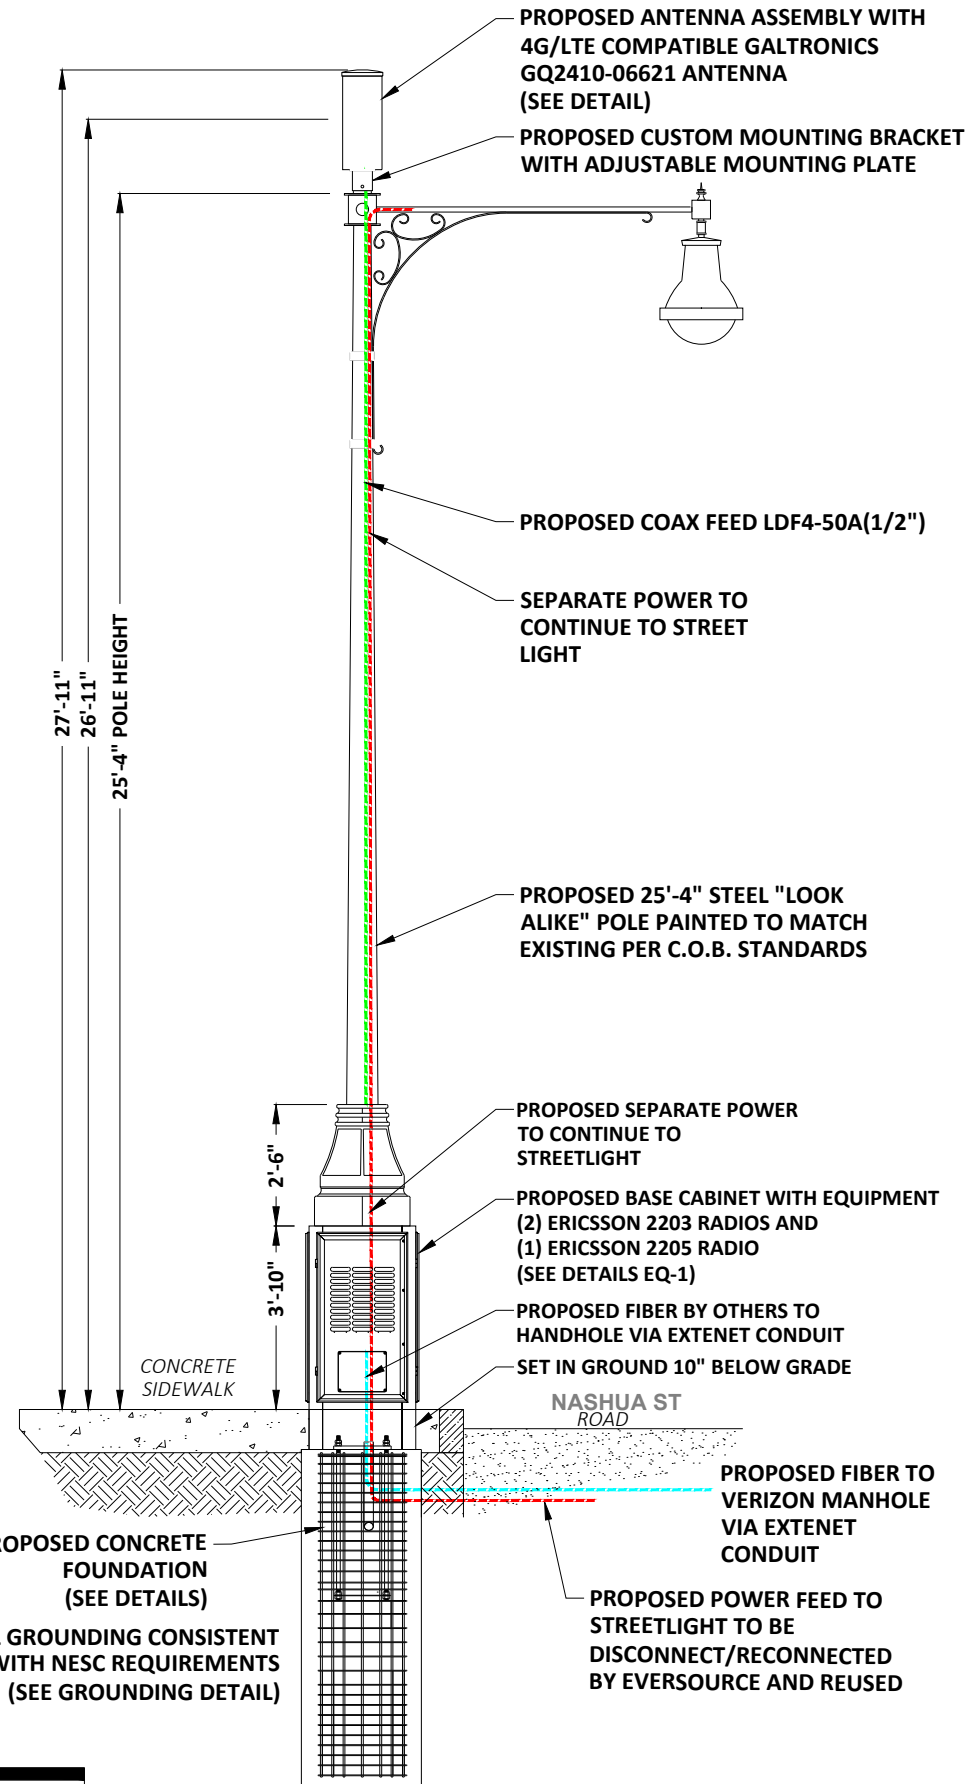 PROPOSED ANTENNA ASSEMBLY WITH
4G/LTE COMPATIBLE GALTRONICS
GQ2410-06621 ANTENNA
(SEE DETAIL)
PROPOSED CUSTOM MOUNTING BRACKET
WITH ADJUSTABLE MOUNTING PLATE
PROPOSED COAX FEED LDF4-50A(1/2")
SEPARATE POWER TO
CONTINUE TO STREET
LIGHT
27'-11"
26'-11"
25'-4" POLE HEIGHT
PROPOSED 25'-4" STEEL "LOOK
ALIKE" POLE PAINTED TO MATCH
EXISTING PER C.O.B. STANDARDS
2'-6"
PROPOSED SEPARATE POWER
TO CONTINUE TO
STREETLIGHT
3'-10"
PROPOSED BASE CABINET WITH EQUIPMENT
(2) ERICSSON 2203 RADIOS AND
(1) ERICSSON 2205 RADIO
(SEE DETAILS EQ-1)
PROPOSED FIBER BY OTHERS TO
HANDHOLE VIA EXTENET CONDUIT
SET IN GROUND 10" BELOW GRADE
CONCRETE
SIDEWALK
NASHUA ST
ROAD
PROPOSED FIBER TO
VERIZON MANHOLE
VIA EXTENET
CONDUIT
ROPOSED CONCRETE
FOUNDATION
(SEE DETAILS)
GROUNDING CONSISTENT
WITH NESC REQUIREMENTS
(SEE GROUNDING DETAIL)
PROPOSED POWER FEED TO
STREETLIGHT TO BE
DISCONNECT/RECONNECTED
BY EVERSOURCE AND REUSED